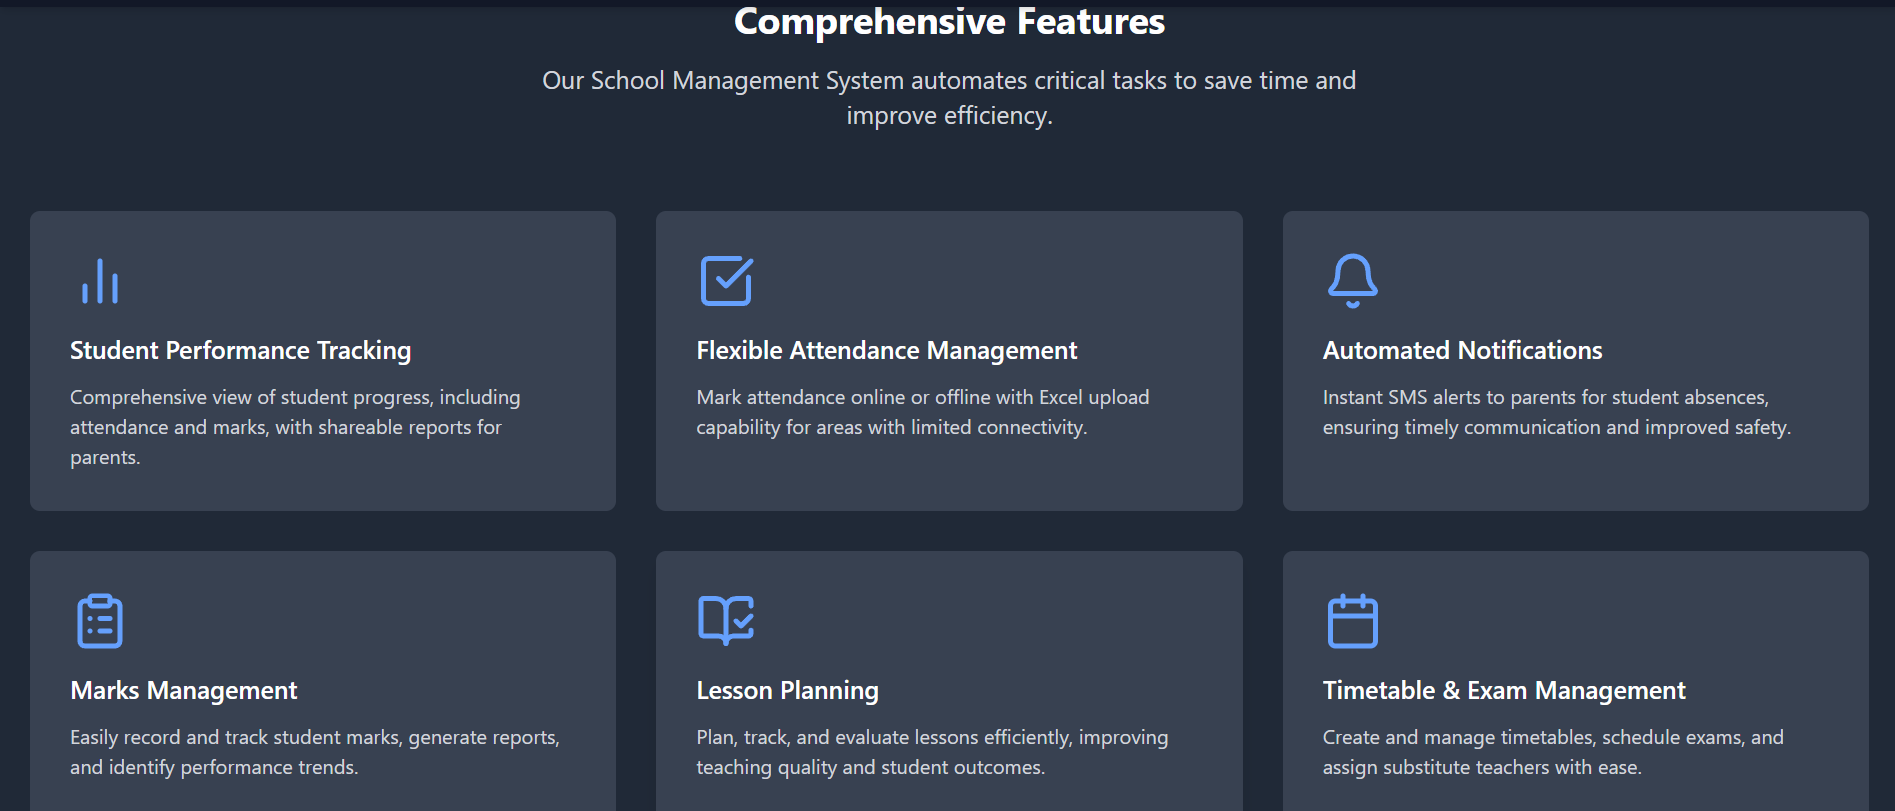 Comprehensive Features
Our School Management System automates critical tasks to save time and
improve efficiency.
Student Performance Tracking
Comprehensive view of student progress, including
attendance and marks, with shareable reports for
parents.
Flexible Attendance Management
Mark attendance online or offline with Excel upload
capability for areas with limited connectivity.
Automated Notifications
Instant SMS alerts to parents for student absences,
ensuring timely communication and improved safety.
Marks Management
Easily record and track student marks, generate reports,
and identify performance trends.
Lesson Planning
Plan, track, and evaluate lessons efficiently, improving
teaching quality and student outcomes.
Timetable & Exam Management
Create and manage timetables, schedule exams, and
assign substitute teachers with ease.